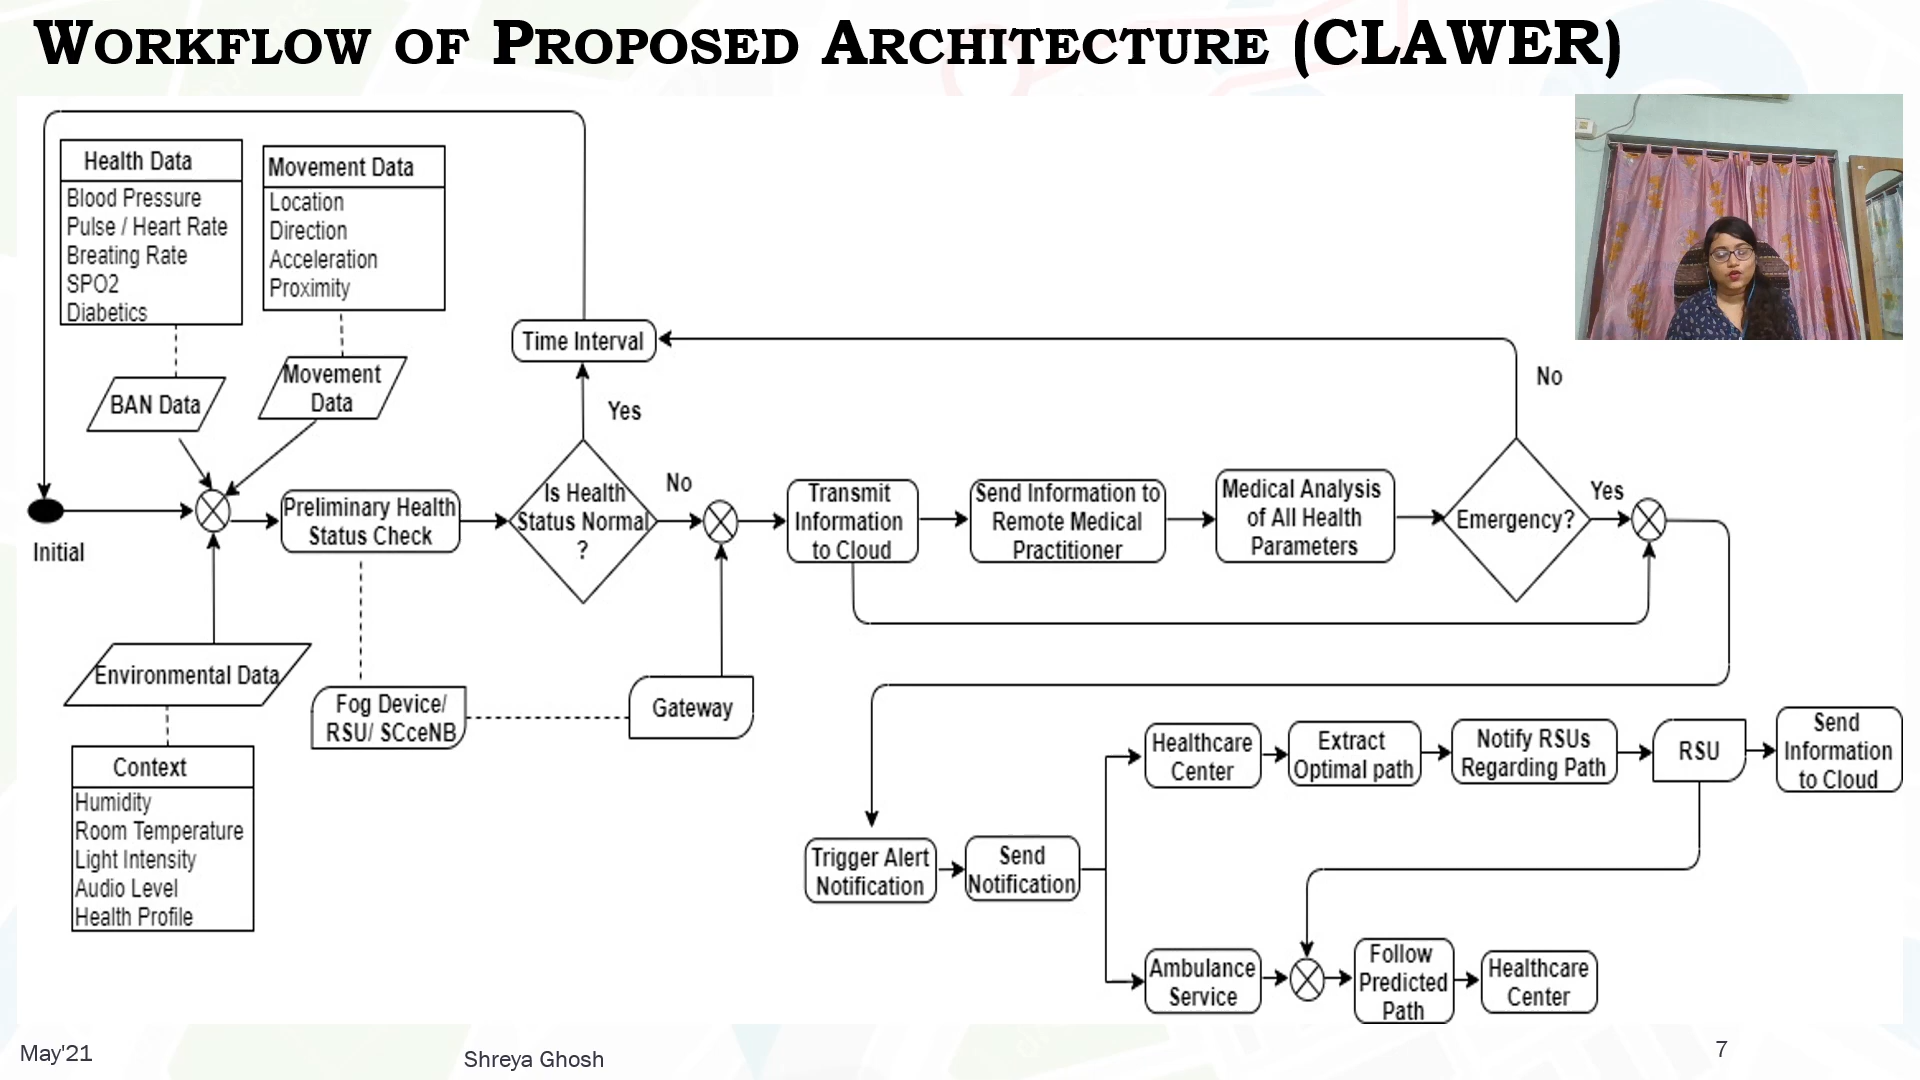 WORKFLOW OF PROPOSED ARCHITECTURE (CLAWER)
Health Data
Blood Pressure
Pulse / Heart Rate
Breating Rate
SPO2
Diabetics
Movement Data
Location
Direction
Acceleration
Proximity
BAN Data
Movement
Data
Time Interval
Yes
No
Initial
Preliminary Health
Status Check
Is Health
Status Normal
?
No
Transmit
Information
to Cloud
Send Information to
Remote Medical
Practitioner
Medical Analysis
of All Health
Parameters
Emergency?
Yes
Environmental Data
Context
Humidity
Room Temperature
Light Intensity
Audio Level
Health Profile
Fog Device/
RSU/ SCceNB
Gateway
Trigger Alert
Notification
Send
Notification
Healthcare
Center
Extract
Optimal path
Notify RSUs
Regarding Path
RSU
Send
Information
to Cloud
Ambulance
Service
Follow
Predicted
Path
Healthcare
Center
May'21
Shreya Ghosh
7